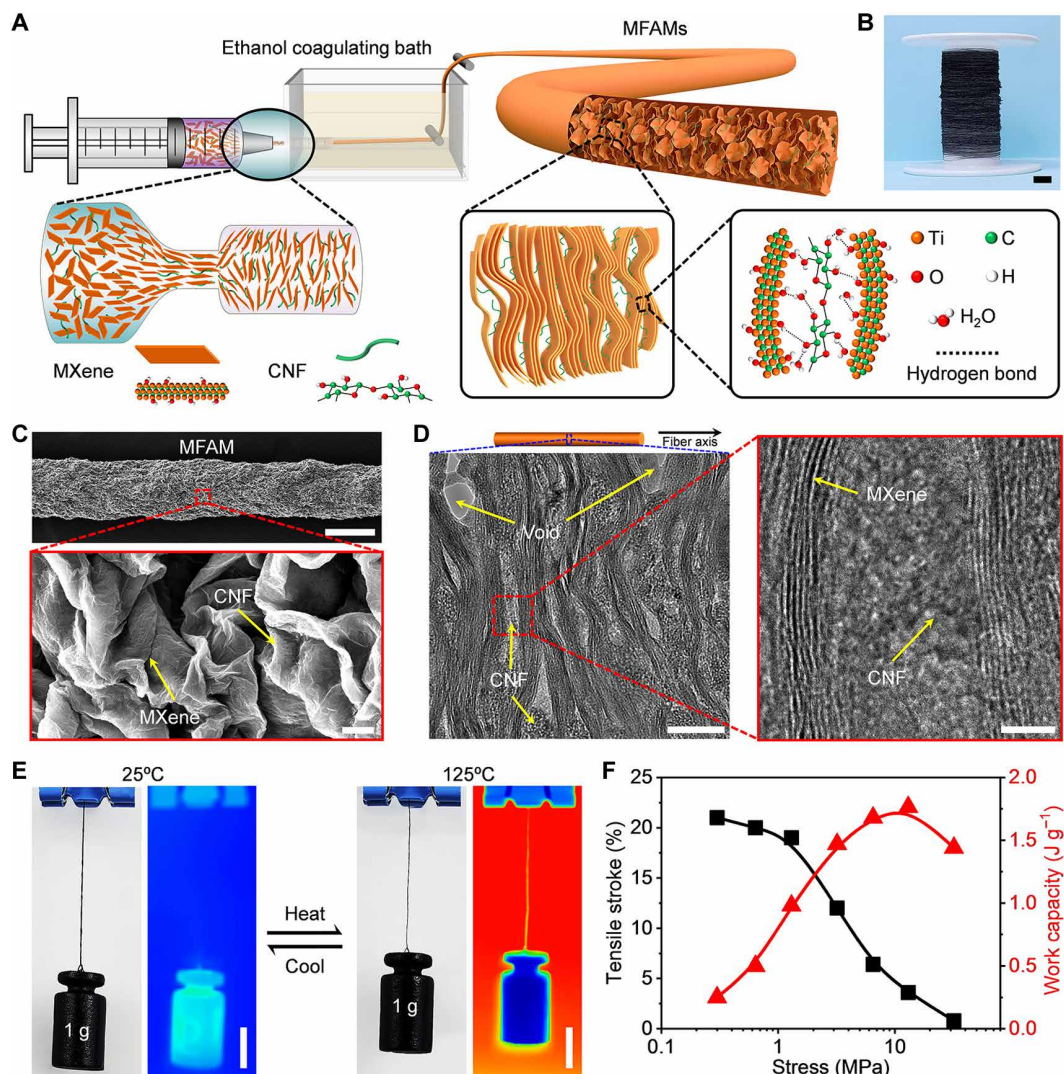 A
Ethanol coagulating bath
MFAMs
B
MXene
CNF
Ti
C
O
H
H₂O
Hydrogen bond
C
MFAM
CNF
MXene
D
Fiber axis
Void
CNF
MXene
CNF
E
25ºC
125ºC
Heat
Cool
1 g
1 g
F
Tensile stroke (%)
25
20
15
10
5
0
Work capacity (J g⁻¹)
2.0
1.5
1.0
0.5
0.0
0.1
1
10
Stress (MPa)